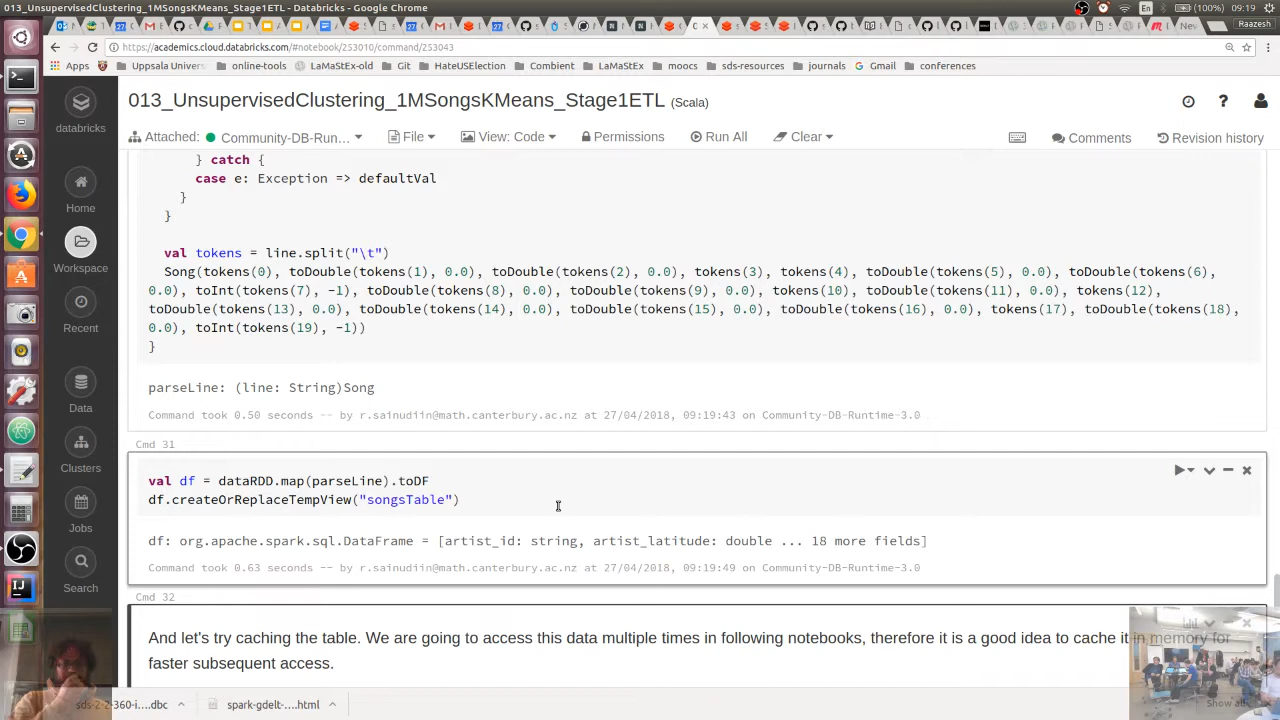 013_UnsupervisedClustering_1MSongsKMeans_Stage1ETL - Databricks - Google Chrome
En (100%) 09:19
Raazesh
https://academics.cloud.databricks.com/#notebook/253010/command/253043
Apps Uppsala Univers online-tools LaMaStEx-old Git HateUSElection Combient LaMaStEx moocs sds-resources journals Gmail conferences
013_UnsupervisedClustering_1MSongsKMeans_Stage1ETL (Scala)
databricks
Attached: Community-DB-Run... File View: Code Permissions Run All Clear Comments Revision history
Home
Workspace
Recent
Data
Clusters
Jobs
Search
} catch {
case e: Exception => defaultVal
}
}
val tokens = line.split("\t")
Song(tokens(0), toDouble(tokens(1), 0.0), toDouble(tokens(2), 0.0), tokens(3), tokens(4), toDouble(tokens(5), 0.0), toDouble(tokens(6),
0.0), toInt(tokens(7), -1), toDouble(tokens(8), 0.0), toDouble(tokens(9), 0.0), tokens(10), toDouble(tokens(11), 0.0), tokens(12),
toDouble(tokens(13), 0.0), toDouble(tokens(14), 0.0), toDouble(tokens(15), 0.0), toDouble(tokens(16), 0.0), tokens(17), toDouble(tokens(18),
0.0), toInt(tokens(19), -1))
}
parseLine: (line: String)Song
Command took 0.50 seconds -- by r.sainudiin@math.canterbury.ac.nz at 27/04/2018, 09:19:43 on Community-DB-Runtime-3.0
Cmd 31
val df = dataRDD.map(parseLine).toDF
df.createOrReplaceTempView("songsTable")
df: org.apache.spark.sql.DataFrame = [artist_id: string, artist_latitude: double ... 18 more fields]
Command took 0.63 seconds -- by r.sainudiin@math.canterbury.ac.nz at 27/04/2018, 09:19:49 on Community-DB-Runtime-3.0
Cmd 32
And let's try caching the table. We are going to access this data multiple times in following notebooks, therefore it is a good idea to cache it in memory for
faster subsequent access.
sds-2-2-360-i....dbc spark-gdelt-....html Show all